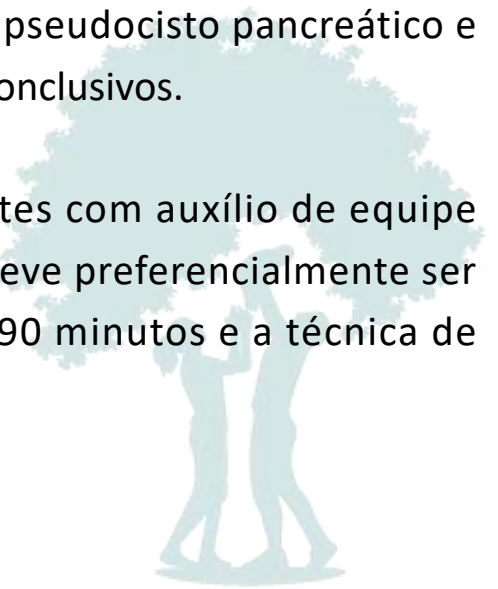 pseudocisto pancreático e
onclusivos.
tes com auxílio de equipe
eve preferencialmente ser
90 minutos e a técnica de